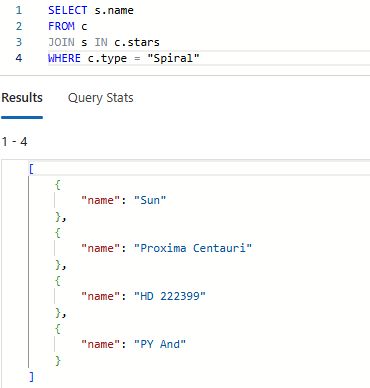 1 SELECT s.name
2 FROM c
3 JOIN s IN c.stars
4 WHERE c.type = "Spiral"
Results Query Stats
1 - 4
[
{
"name": "Sun"
},
{
"name": "Proxima Centauri"
},
{
"name": "HD 222399"
},
{
"name": "PY And"
}
]